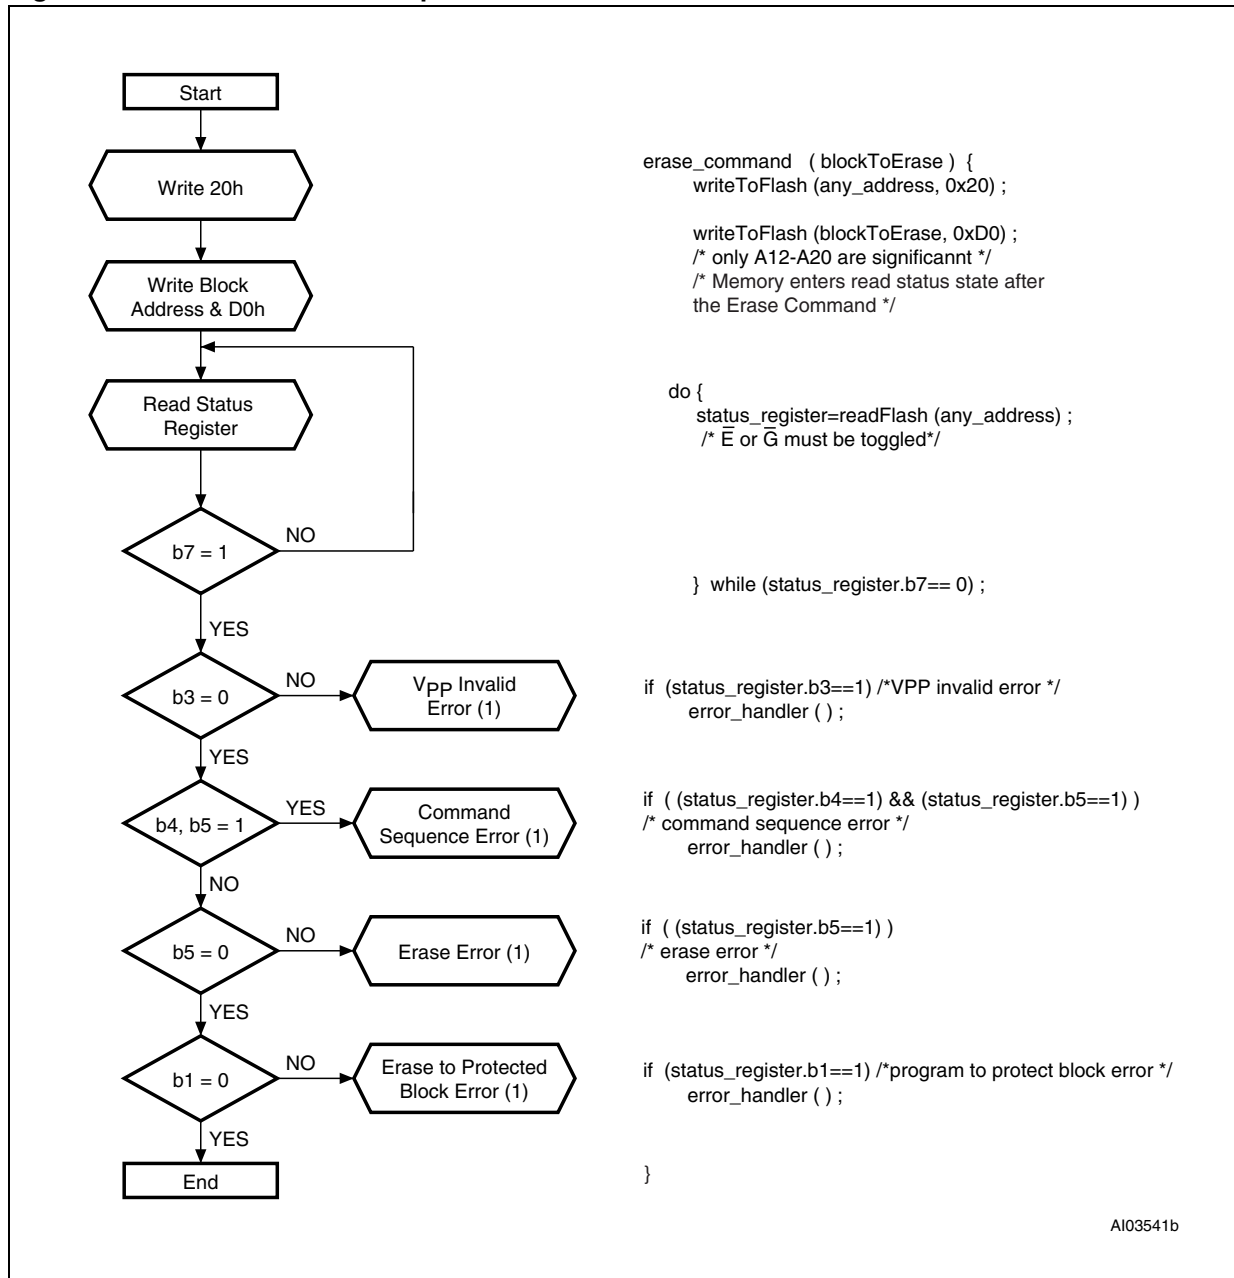 Start
Write 20h
Write Block
Address & D0h
Read Status
Register
b7 = 1
NO
YES
b3 = 0
NO
VPP Invalid
Error (1)
YES
b4, b5 = 1
YES
Command
Sequence Error (1)
NO
b5 = 0
NO
Erase Error (1)
YES
b1 = 0
NO
Erase to Protected
Block Error (1)
YES
End
erase_command ( blockToErase ) {
writeToFlash (any_address, 0x20) ;
writeToFlash (blockToErase, 0xD0) ;
/* only A12-A20 are significannt */
/* Memory enters read status state after
the Erase Command */
do {
status_register=readFlash (any_address) ;
/* E̅ or G̅ must be toggled*/
} while (status_register.b7== 0) ;
if (status_register.b3==1) /*VPP invalid error */
error_handler ( ) ;
if ( (status_register.b4==1) && (status_register.b5==1) )
/* command sequence error */
error_handler ( ) ;
if ( (status_register.b5==1) )
/* erase error */
error_handler ( ) ;
if (status_register.b1==1) /*program to protect block error */
error_handler ( ) ;
}
AI03541b